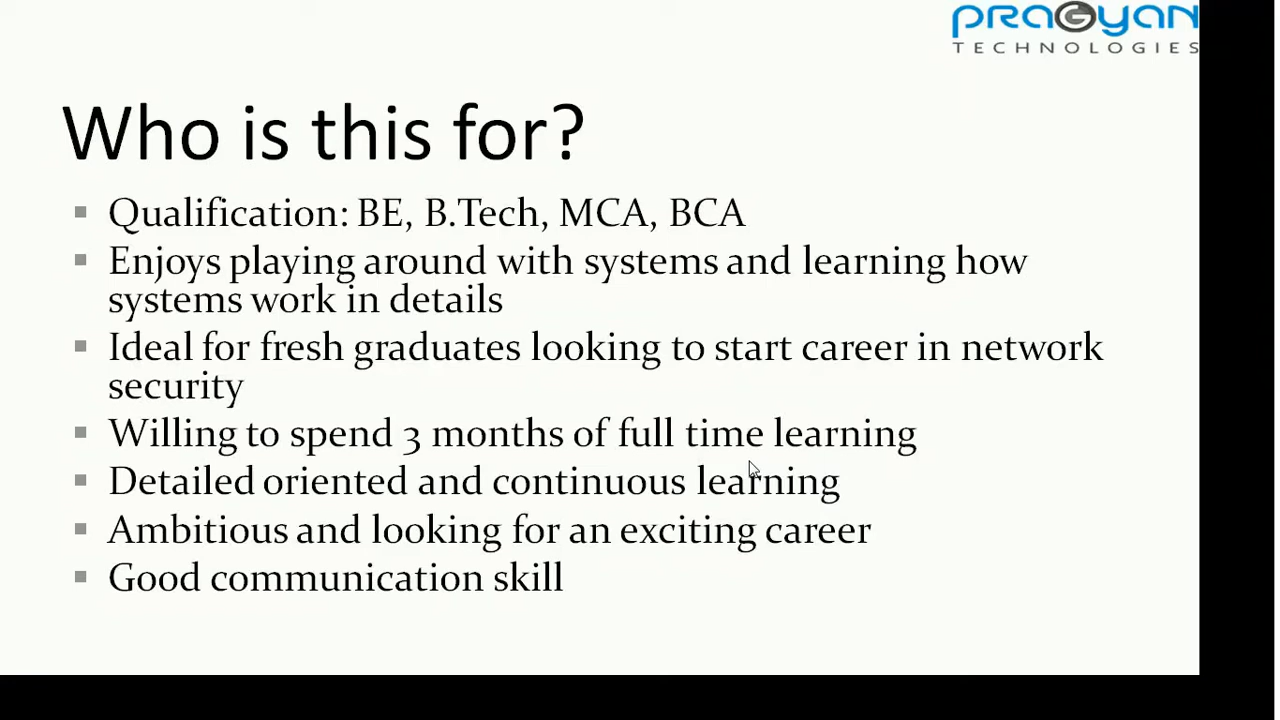 PRAGYAN
TECHNOLOGIES
Who is this for?
Qualification: BE, B.Tech, MCA, BCA
Enjoys playing around with systems and learning how
systems work in details
Ideal for fresh graduates looking to start career in network
security
Willing to spend 3 months of full time learning
Detailed oriented and continuous learning
Ambitious and looking for an exciting career
Good communication skill